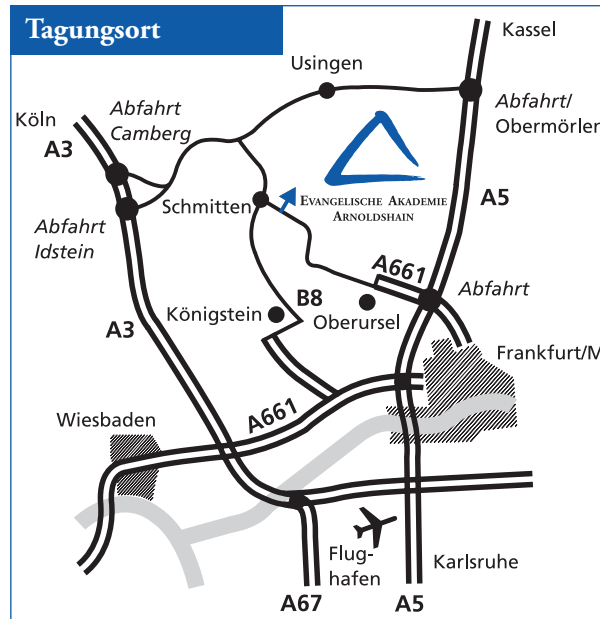 Tagungsort
Kassel
Usingen
Abfahrt
Camberg
Köln
A3
Abfahrt/
Obermörlen
Schmitten
EVANGELISCHE AKADEMIE
ARNOLDSHAIN
A5
Abfahrt
Idstein
A661
Abfahrt
B8
Königstein
Oberursel
A3
Frankfurt/M
Wiesbaden
A661
Flug-
hafen
Karlsruhe
A67
A5